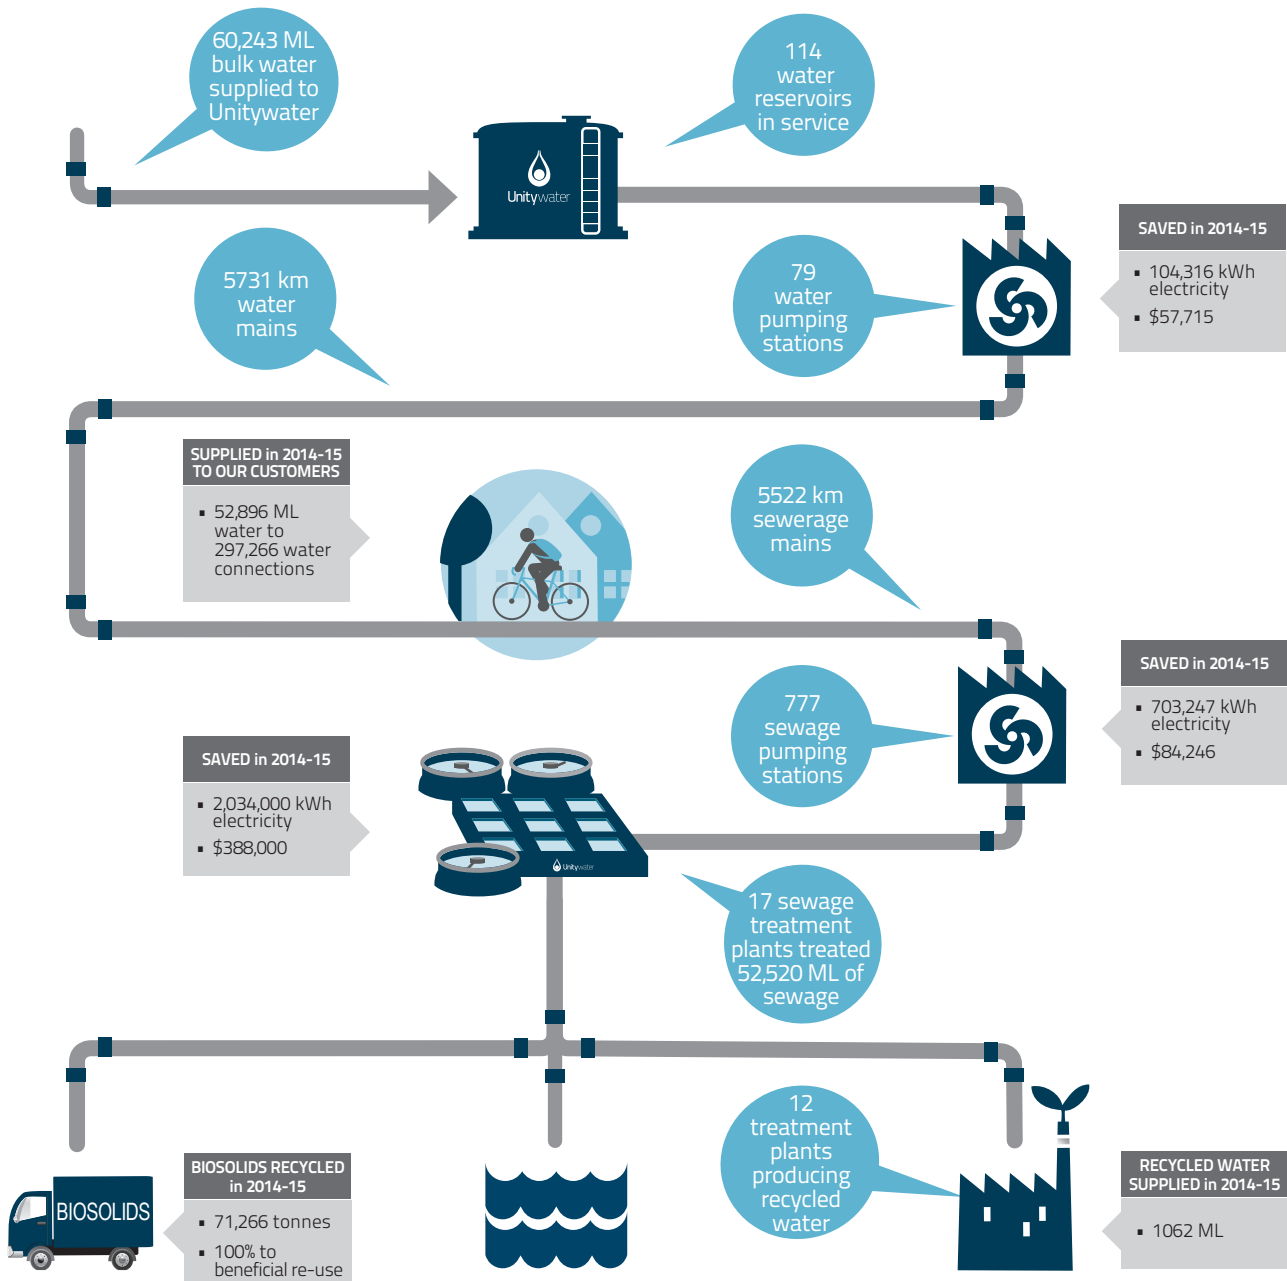 60,243 ML
bulk water
supplied to
Unitywater
114
water
reservoirs
in service
Unitywater
SAVED in 2014-15
▪ 104,316 kWh
electricity
▪ $57,715
5731 km
water
mains
79
water
pumping
stations
SUPPLIED in 2014-15
TO OUR CUSTOMERS
▪ 52,896 ML
water to
297,266 water
connections
5522 km
sewerage
mains
SAVED in 2014-15
▪ 703,247 kWh
electricity
▪ $84,246
777
sewage
pumping
stations
SAVED in 2014-15
▪ 2,034,000 kWh
electricity
▪ $388,000
Unitywater
17 sewage
treatment
plants treated
52,520 ML of
sewage
12
treatment
plants
producing
recycled
water
BIOSOLIDS
BIOSOLIDS RECYCLED
in 2014-15
▪ 71,266 tonnes
▪ 100% to
beneficial re-use
RECYCLED WATER
SUPPLIED in 2014-15
▪ 1062 ML